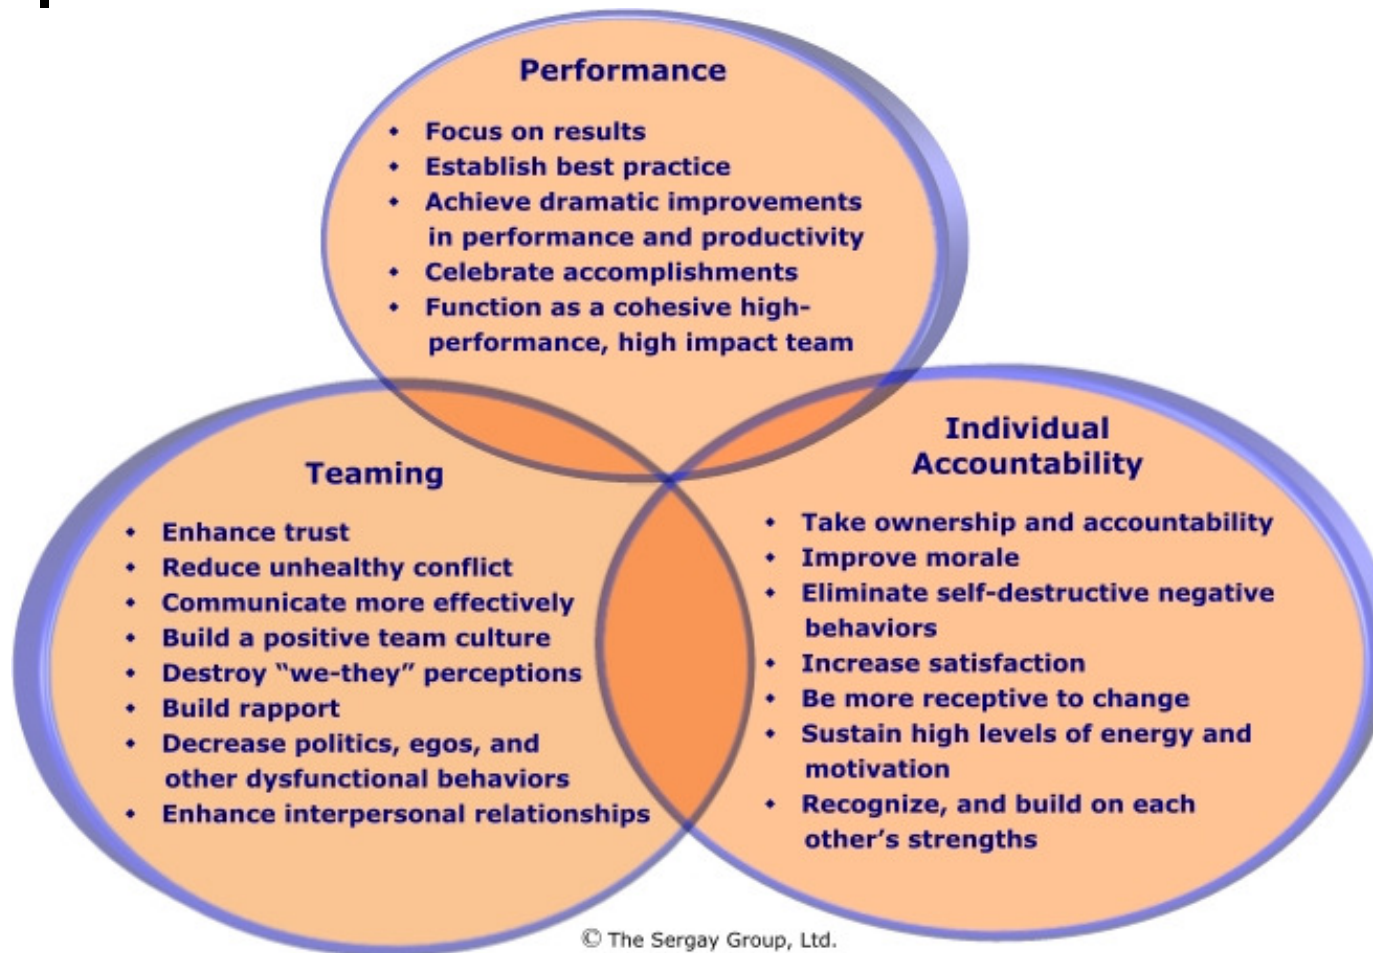 Performance
• Focus on results
• Establish best practice
• Achieve dramatic improvements
in performance and productivity
• Celebrate accomplishments
• Function as a cohesive high-
performance, high impact team
Teaming
• Enhance trust
• Reduce unhealthy conflict
• Communicate more effectively
• Build a positive team culture
• Destroy “we-they” perceptions
• Build rapport
• Decrease politics, egos, and
other dysfunctional behaviors
• Enhance interpersonal relationships
Individual
Accountability
• Take ownership and accountability
• Improve morale
• Eliminate self-destructive negative
behaviors
• Increase satisfaction
• Be more receptive to change
• Sustain high levels of energy and
motivation
• Recognize, and build on each
other’s strengths
© The Sergay Group, Ltd.